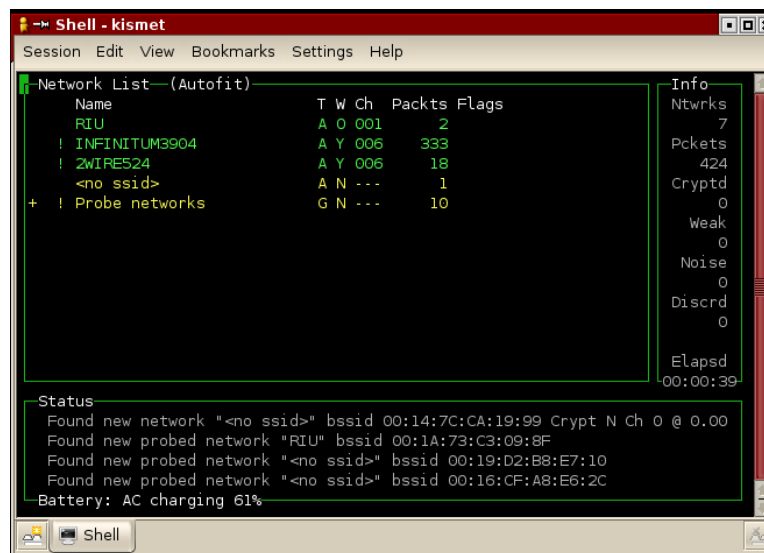 Shell - kismet
Session Edit View Bookmarks Settings Help
Network List—(Autofit)
Name T W Ch Packts Flags
RIU A O 001 2
! INFINITUM3904 A Y 006 333
! 2WIRE524 A Y 006 18
<no ssid> A N --- 1
+ ! Probe networks G N --- 10
Info
Ntwrks
7
Pckets
424
Cryptd
0
Weak
0
Noise
0
Discrd
0
Elapsd
00:00:39
Status
Found new network "<no ssid>" bssid 00:14:7C:CA:19:99 Crypt N Ch 0 @ 0.00
Found new probed network "RIU" bssid 00:1A:73:C3:09:8F
Found new probed network "<no ssid>" bssid 00:19:D2:B8:E7:10
Found new probed network "<no ssid>" bssid 00:16:CF:A8:E6:2C
Battery: AC charging 61%
Shell